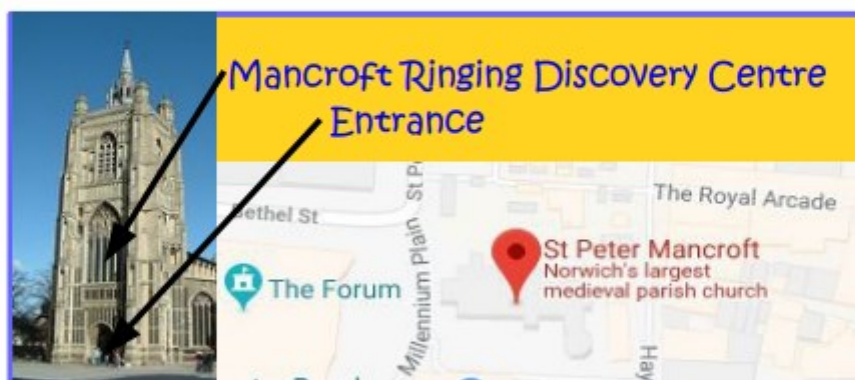 Mancroft Ringing Discovery Centre
Entrance
The Royal Arcade
St P
Bethel St
St Peter Mancroft
Norwich's largest
medieval parish church
The Forum
Millennium Plain
Hay